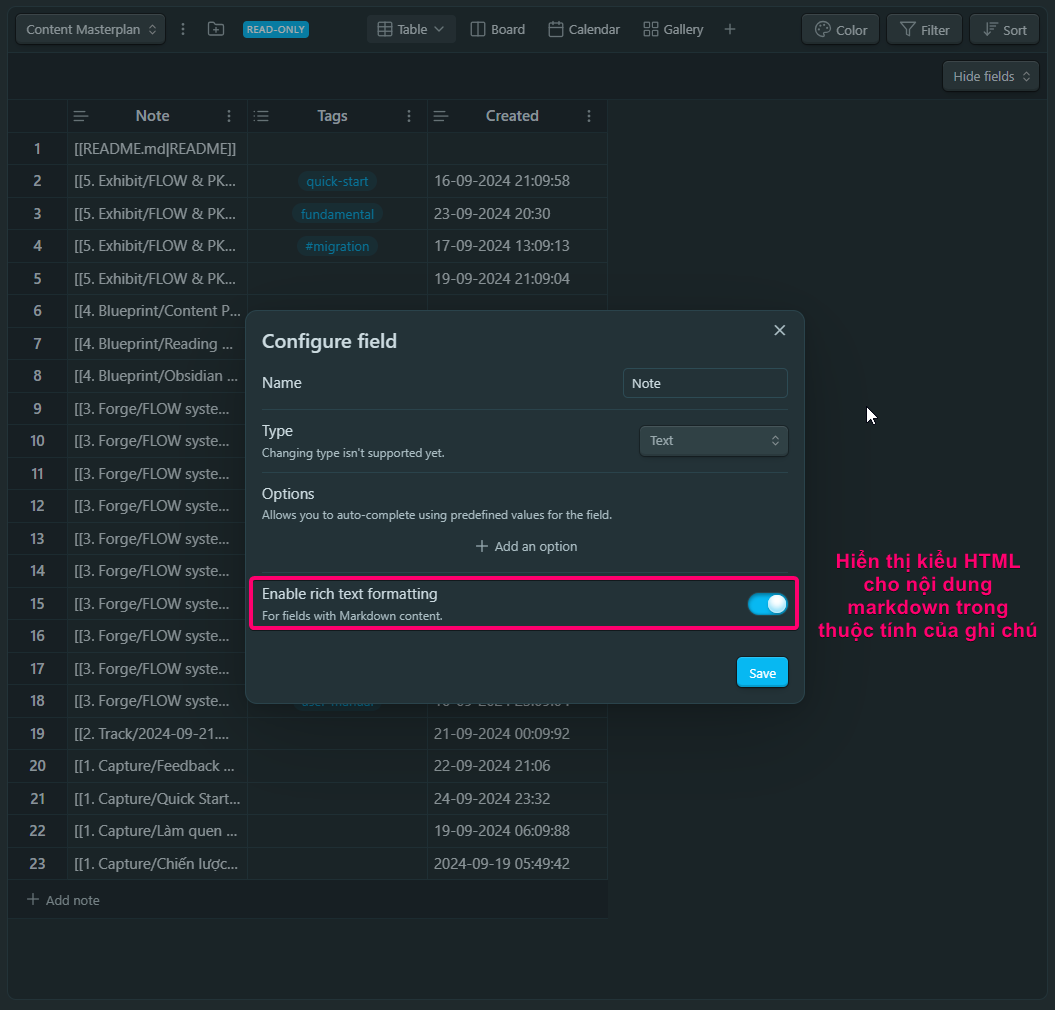 Content Masterplan
READ-ONLY
Table
Board
Calendar
Gallery
Color
Filter
Sort
Hide fields
Note Tags Created
1 [[README.md|README]]
2 [[5. Exhibit/FLOW & PK... quick-start 16-09-2024 21:09:58
3 [[5. Exhibit/FLOW & PK... fundamental 23-09-2024 20:30
4 [[5. Exhibit/FLOW & PK... #migration 17-09-2024 13:09:13
5 [[5. Exhibit/FLOW & PK... 19-09-2024 21:09:04
6 [[4. Blueprint/Content P...
7 [[4. Blueprint/Reading ...
8 [[4. Blueprint/Obsidian ...
9 [[3. Forge/FLOW syste...
10 [[3. Forge/FLOW syste...
11 [[3. Forge/FLOW syste...
12 [[3. Forge/FLOW syste...
13 [[3. Forge/FLOW syste...
14 [[3. Forge/FLOW syste...
15 [[3. Forge/FLOW syste...
16 [[3. Forge/FLOW syste...
17 [[3. Forge/FLOW syste...
18 [[3. Forge/FLOW syste...
19 [[2. Track/2024-09-21.... 21-09-2024 00:09:92
20 [[1. Capture/Feedback ... 22-09-2024 21:06
21 [[1. Capture/Quick Start... 24-09-2024 23:32
22 [[1. Capture/Làm quen ... 19-09-2024 06:09:88
23 [[1. Capture/Chiến lược... 2024-09-19 05:49:42
Add note
Configure field
Name
Note
Type
Changing type isn't supported yet.
Text
Options
Allows you to auto-complete using predefined values for the field.
Add an option
Enable rich text formatting
For fields with Markdown content.
Save
Hiển thị kiểu HTML
cho nội dung
markdown trong
thuộc tính của ghi chú